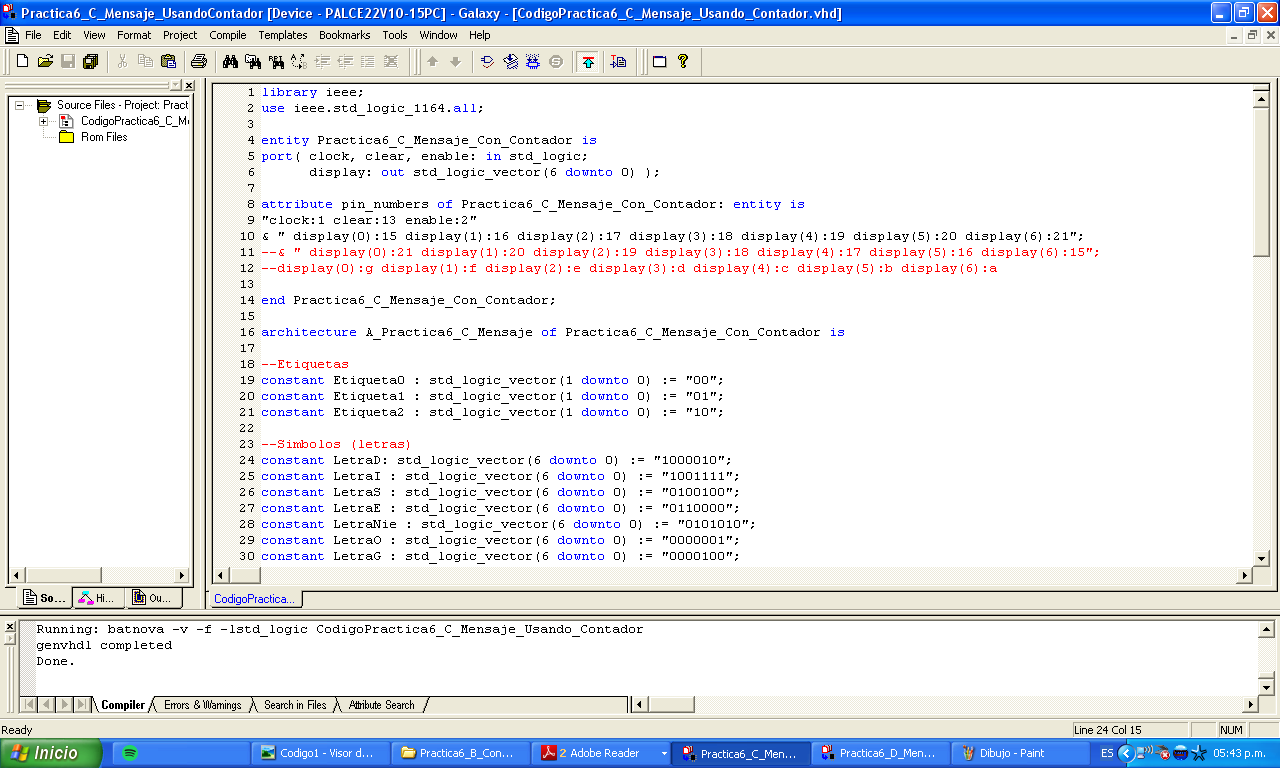 Practica6_C_Mensaje_UsandoContador [Device - PALCE22V10-15PC] - Galaxy - [CodigoPractica6_C_Mensaje_Usando_Contador.vhd]
File Edit View Format Project Compile Templates Bookmarks Tools Window Help
Source Files - Project: Pract
CodigoPractica6_C_M
Rom Files
1 library ieee;
2 use ieee.std_logic_1164.all;
3
4 entity Practica6_C_Mensaje_Con_Contador is
5 port( clock, clear, enable: in std_logic;
6 display: out std_logic_vector(6 downto 0) );
7
8 attribute pin_numbers of Practica6_C_Mensaje_Con_Contador: entity is
9 "clock:1 clear:13 enable:2"
10 & " display(0):15 display(1):16 display(2):17 display(3):18 display(4):19 display(5):20 display(6):21";
11 --& " display(0):21 display(1):20 display(2):19 display(3):18 display(4):17 display(5):16 display(6):15";
12 --display(0):g display(1):f display(2):e display(3):d display(4):c display(5):b display(6):a
13
14 end Practica6_C_Mensaje_Con_Contador;
15
16 architecture A_Practica6_C_Mensaje of Practica6_C_Mensaje_Con_Contador is
17
18 --Etiquetas
19 constant Etiqueta0 : std_logic_vector(1 downto 0) := "00";
20 constant Etiqueta1 : std_logic_vector(1 downto 0) := "01";
21 constant Etiqueta2 : std_logic_vector(1 downto 0) := "10";
22
23 --Simbolos (letras)
24 constant LetraD: std_logic_vector(6 downto 0) := "1000010";
25 constant LetraI : std_logic_vector(6 downto 0) := "1001111";
26 constant LetraS : std_logic_vector(6 downto 0) := "0100100";
27 constant LetraE : std_logic_vector(6 downto 0) := "0110000";
28 constant LetraNie : std_logic_vector(6 downto 0) := "0101010";
29 constant LetraO : std_logic_vector(6 downto 0) := "0000001";
30 constant LetraG : std_logic_vector(6 downto 0) := "0000100";
So... Hi... Ou...
CodigoPractica...
Running: batnova -v -f -lstd_logic CodigoPractica6_C_Mensaje_Usando_Contador
genvhdl completed
Done.
Compiler Errors & Warnings Search in Files Attribute Search
Ready Line 24 Col 15 NUM
Inicio Codigo1 - Visor d... Practica6_B_Con... 2 Adobe Reader Practica6_C_Men... Practica6_D_Men... Dibujo - Paint ES 05:43 p.m.